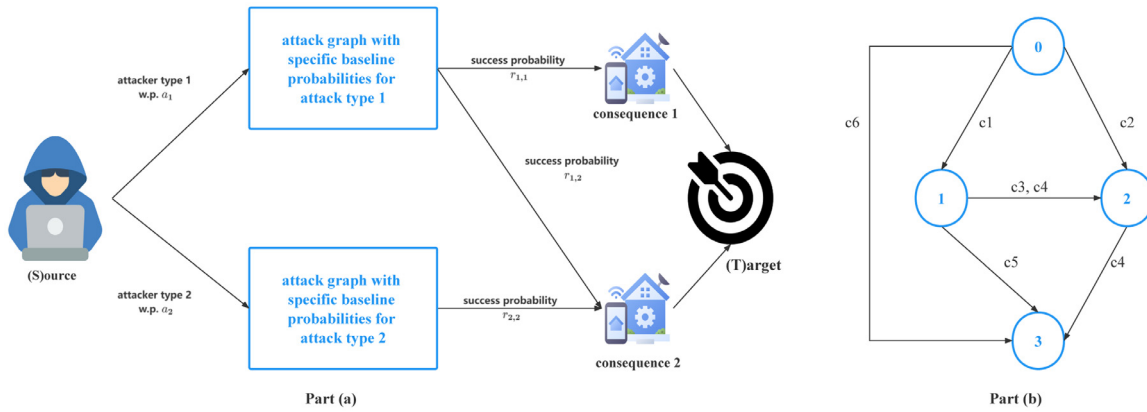 attack graph with
specific baseline
probabilities for
attack type 1
attacker type 1
w.p. a₁
success probability
r₁,₁
consequence 1
success probability
r₁,₂
(S)ource
(T)arget
attacker type 2
w.p. a₂
attack graph with
specific baseline
probabilities for
attack type 2
success probability
r₂,₂
consequence 2
Part (a)
0
c6
c1
c2
1
c3, c4
2
c5
c4
3
Part (b)